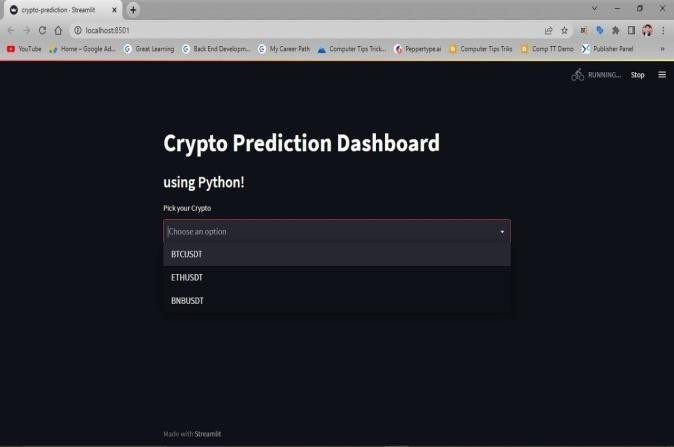 crypto-prediction · Streamlit
localhost:8501
YouTube Home – Google Ad... Great Learning Back End Developm... My Career Path Computer Tips Trick... Peppertype.ai Computer Tips Triks Comp TT Demo Publisher Panel »
RUNNING... Stop
Crypto Prediction Dashboard
using Python!
Pick your Crypto
Choose an option
BTCUSDT
ETHUSDT
BNBUSDT
Made with Streamlit